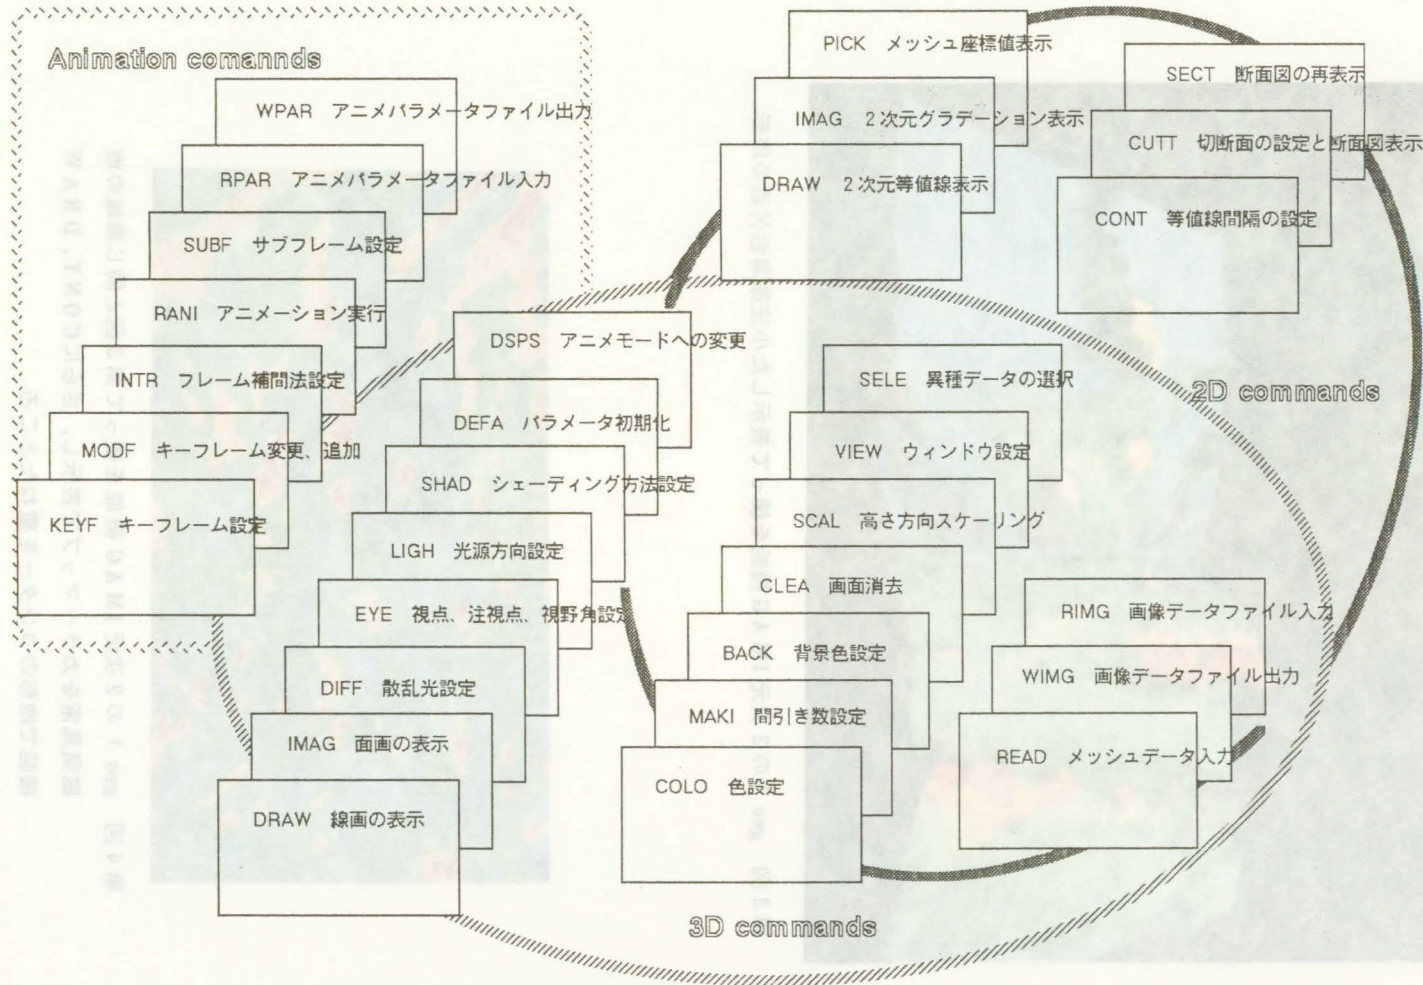 Animation comannds
WPAR アニメパラメータファイル出力
RPAR アニメパラメータファイル入力
SUBF サブフレーム設定
RANI アニメーション実行
INTR フレーム補間法設定
MODF キーフレーム変更、追加
KEYF キーフレーム設定
DSPS アニメモードへの変更
DEFA パラメータ初期化
SHAD シェーディング方法設定
LIGH 光源方向設定
EYE 視点、注視点、視野角設定
DIFF 散乱光設定
IMAG 面画の表示
DRAW 線画の表示
PICK メッシュ座標値表示
IMAG 2次元グラデーション表示
DRAW 2次元等値線表示
SECT 断面図の再表示
CUTT 切断面の設定と断面図表示
CONT 等値線間隔の設定
2D commands
SELE 異種データの選択
VIEW ウィンドウ設定
SCAL 高さ方向スケーリング
CLEA 画面消去
BACK 背景色設定
MAKI 間引き数設定
COLO 色設定
RIMG 画像データファイル入力
WIMG 画像データファイル出力
READ メッシュデータ入力
3D commands